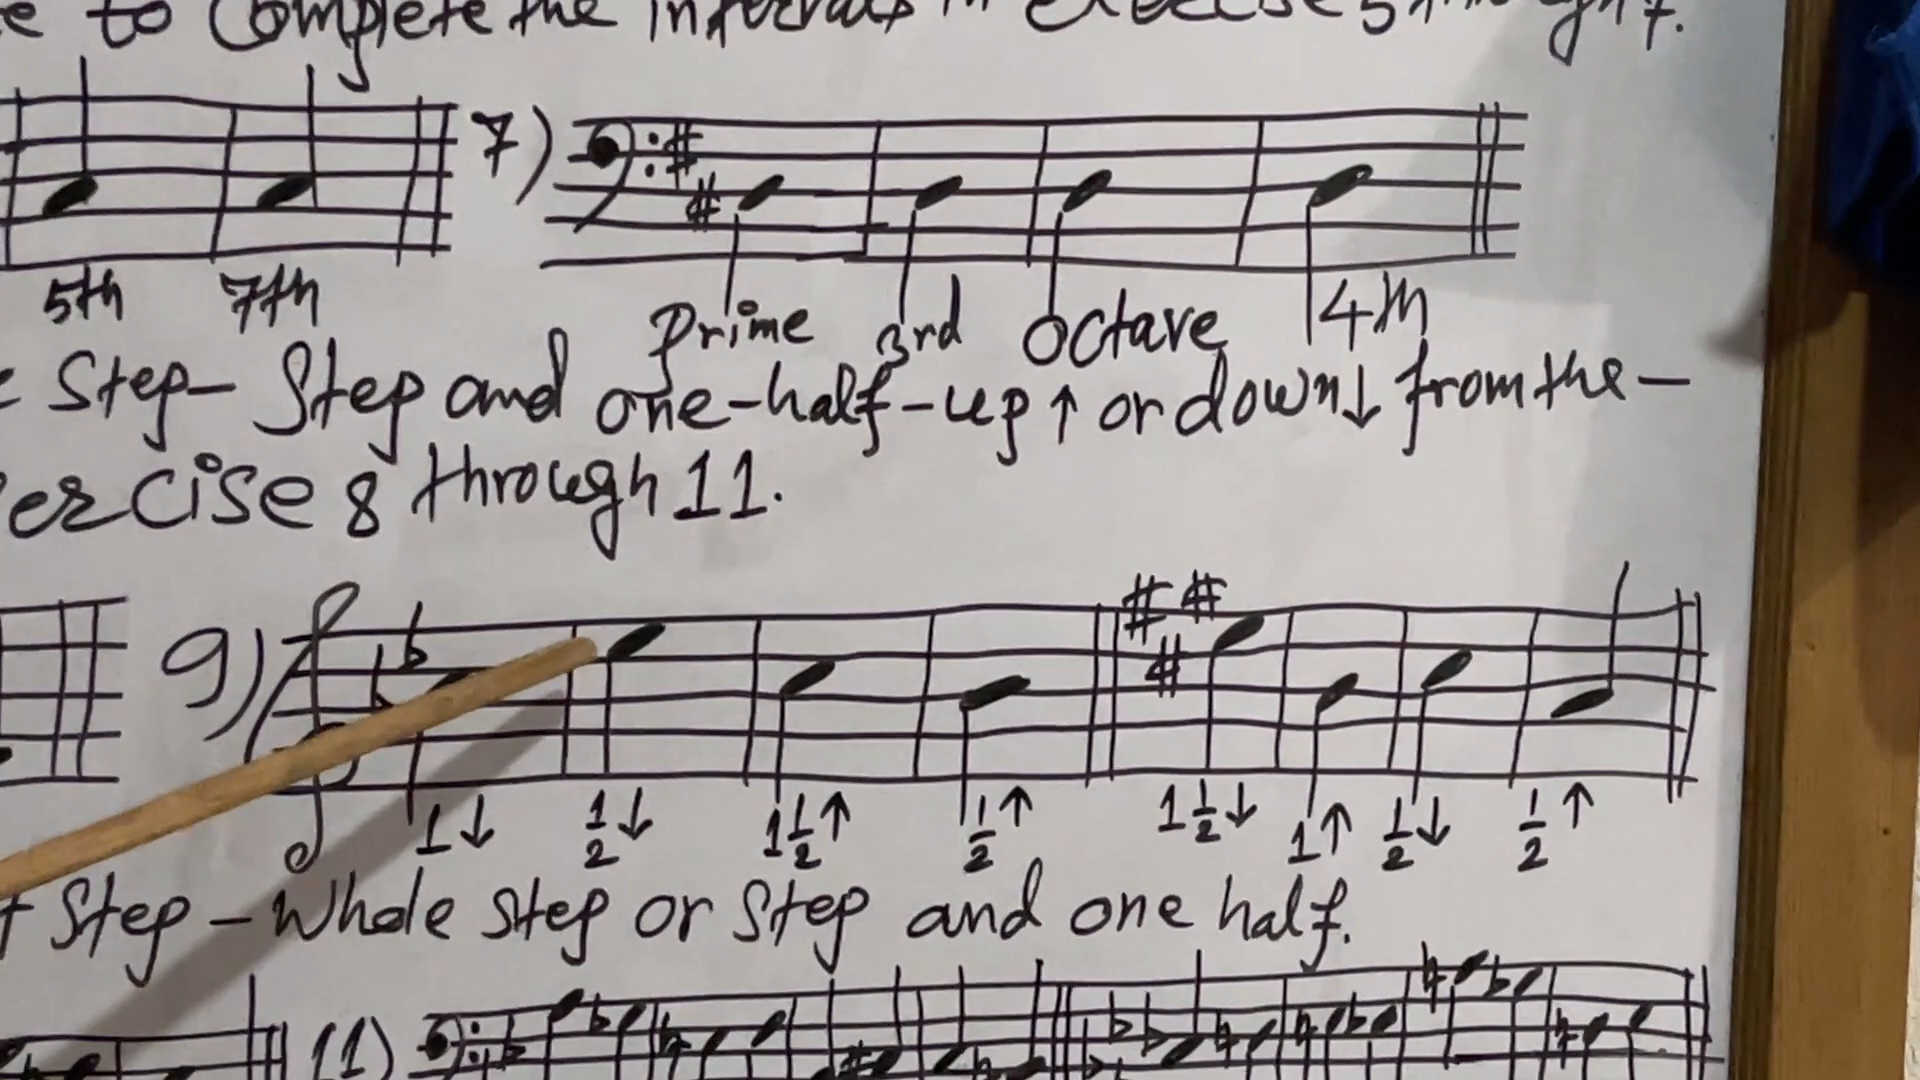 to Complete the intervals in exercise 5 through 7.
7)
5th 7th Prime 3rd Octave 4th
Step- Step and one-half-up ↑ or down ↓ from the -
ercise 8 through 11.
9)
1↓ 1/2↓ 1 1/2↑ 1/2↑ 1 1/2↓ 1↑ 1/2↓ 1/2↑
Step - Whole step or step and one half.
11)